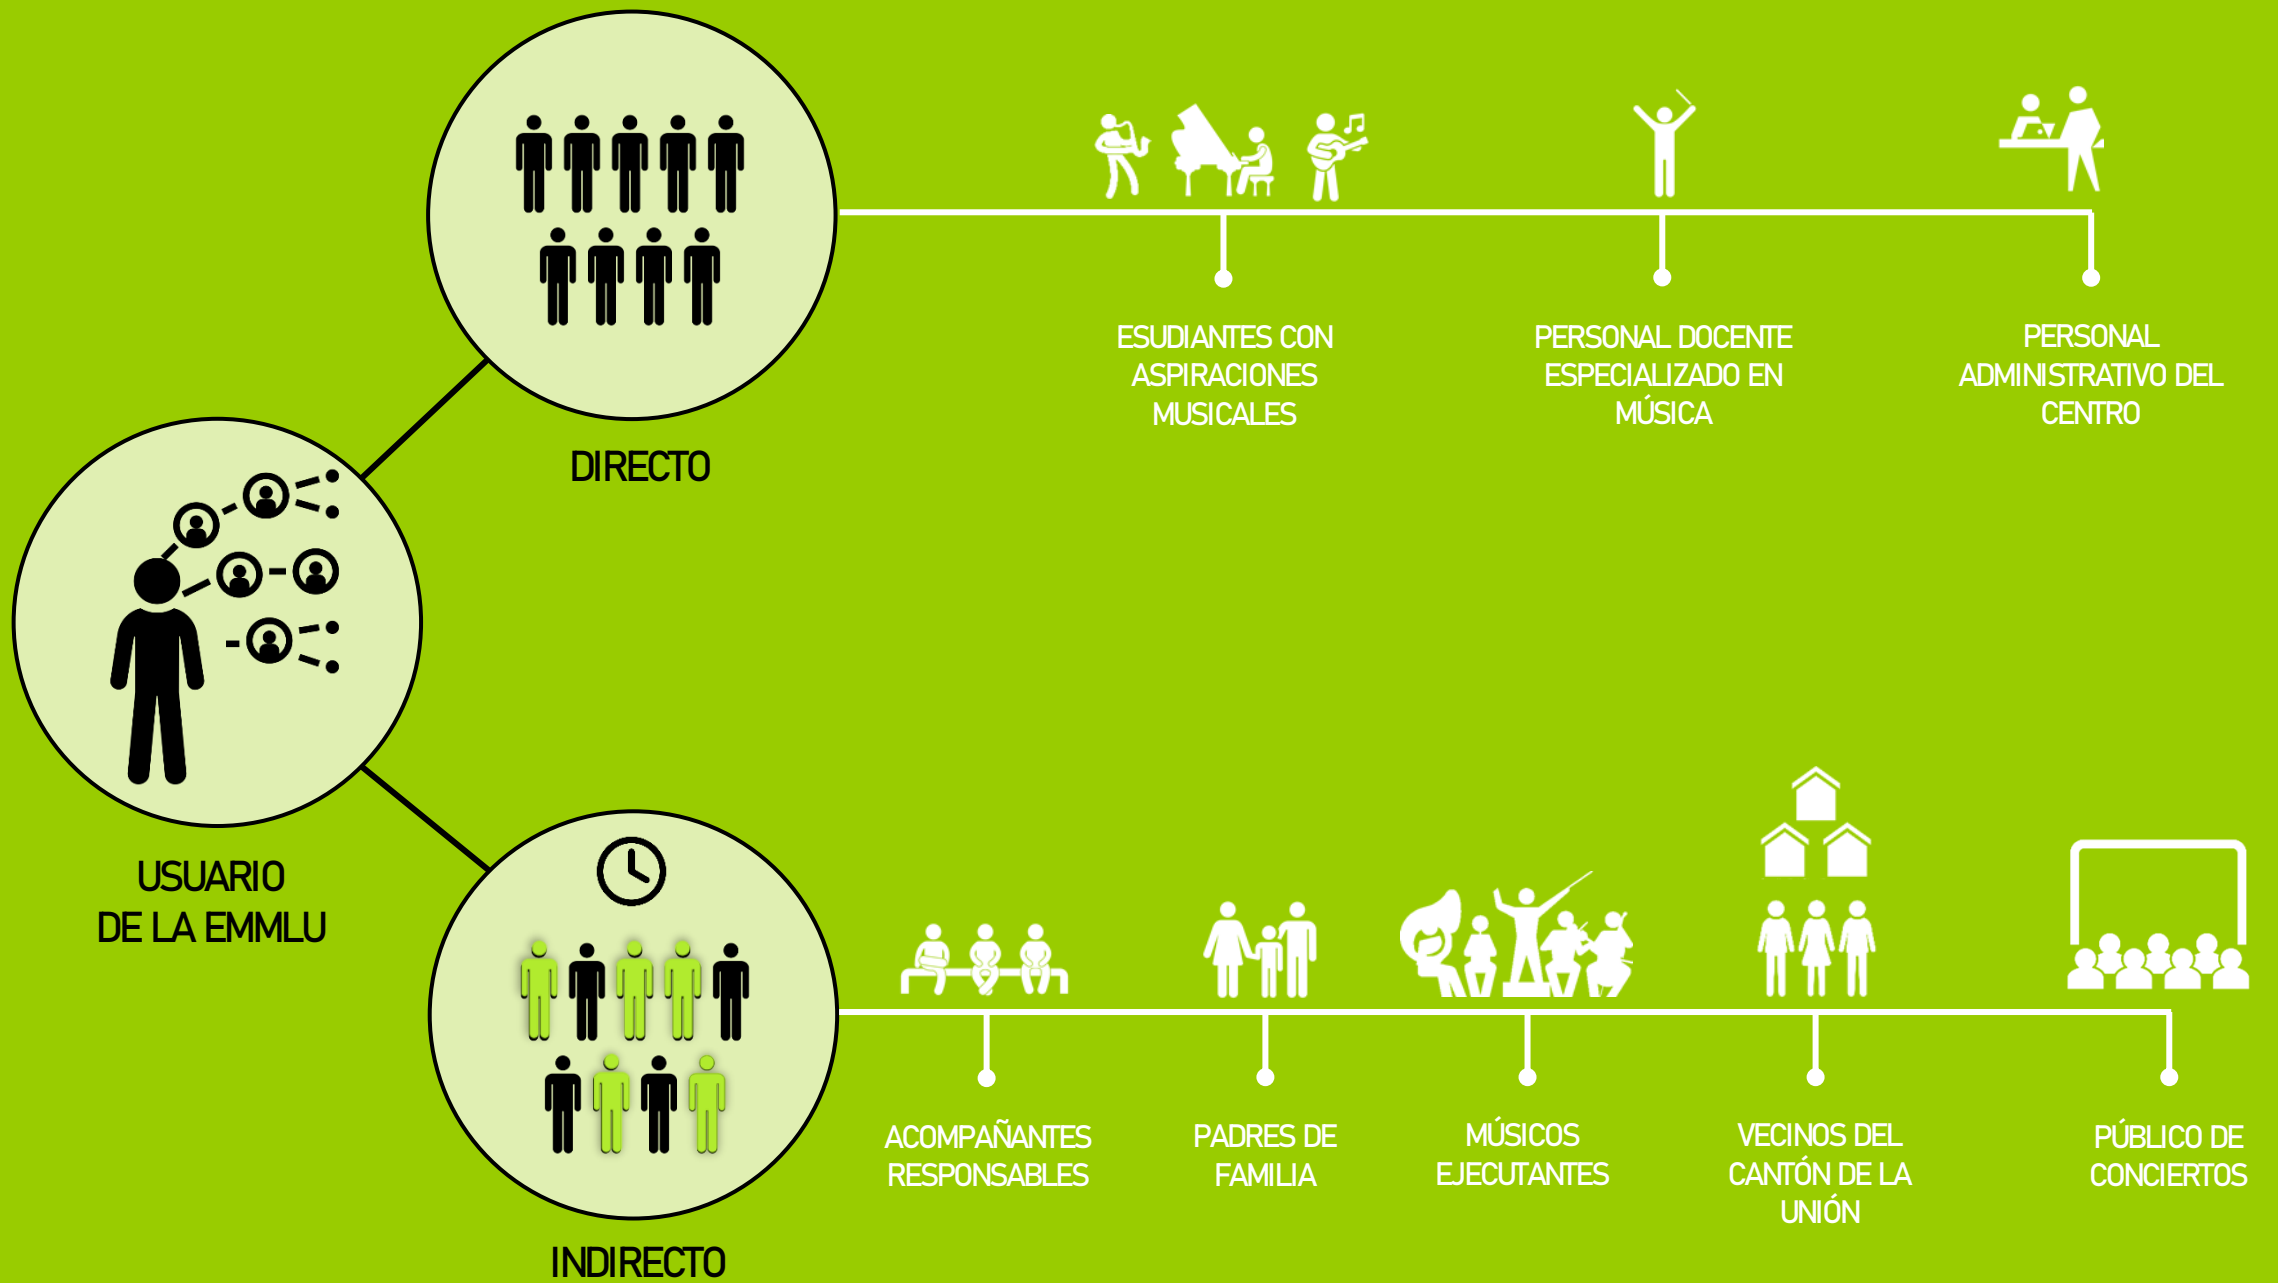 ESUDIANTES CON
ASPIRACIONES
MUSICALES
PERSONAL DOCENTE
ESPECIALIZADO EN
MÚSICA
PERSONAL
ADMINISTRATIVO DEL
CENTRO
DIRECTO
USUARIO
DE LA EMMLU
ACOMPAÑANTES
RESPONSABLES
PADRES DE
FAMILIA
MÚSICOS
EJECUTANTES
VECINOS DEL
CANTÓN DE LA
UNIÓN
PÚBLICO DE
CONCIERTOS
INDIRECTO